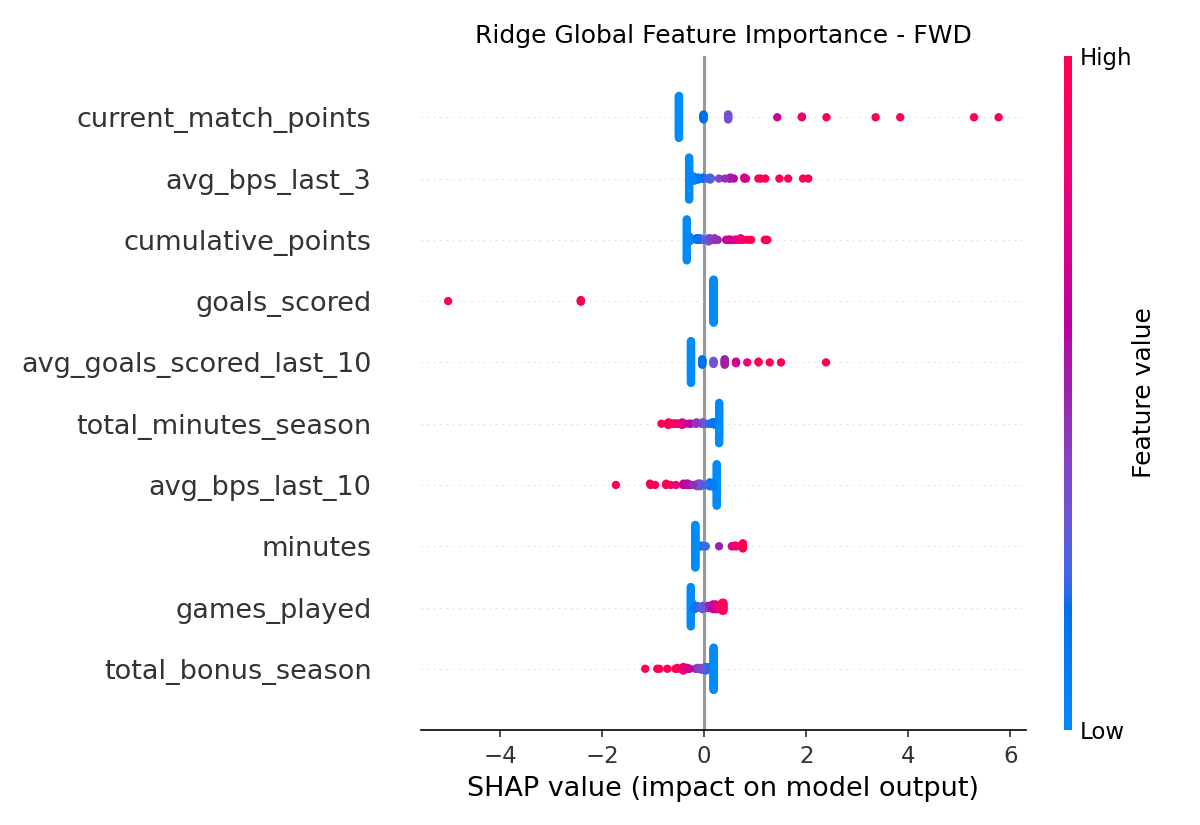 Ridge Global Feature Importance - FWD
High
current_match_points
avg_bps_last_3
cumulative_points
goals_scored
avg_goals_scored_last_10
total_minutes_season
avg_bps_last_10
minutes
games_played
total_bonus_season
Feature value
Low
−4 −2 0 2 4 6
SHAP value (impact on model output)